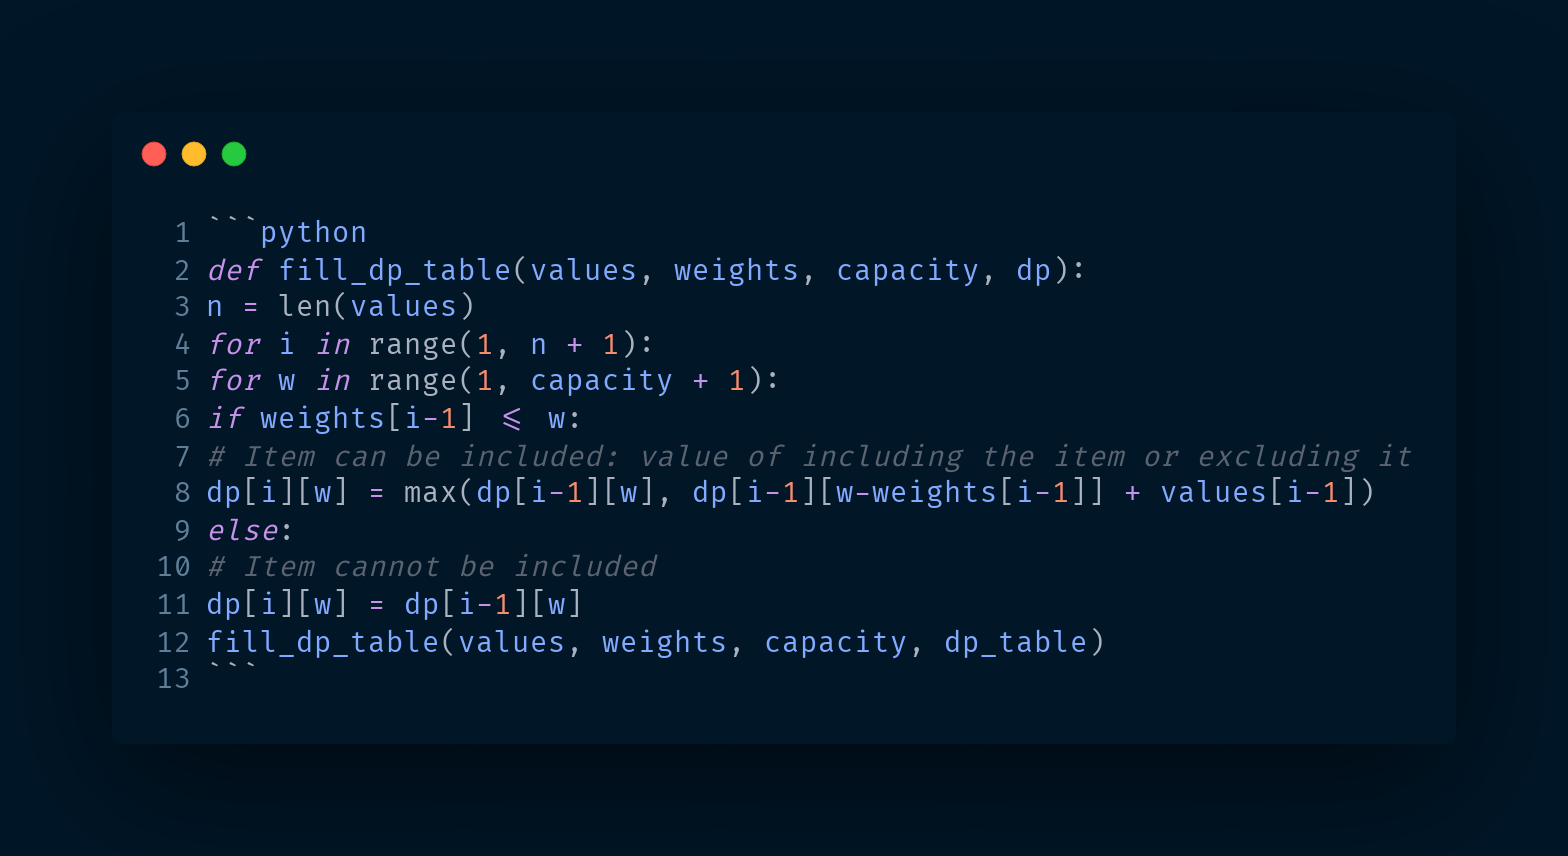 1 ```python
2 def fill_dp_table(values, weights, capacity, dp):
3 n = len(values)
4 for i in range(1, n + 1):
5 for w in range(1, capacity + 1):
6 if weights[i-1] <= w:
7 # Item can be included: value of including the item or excluding it
8 dp[i][w] = max(dp[i-1][w], dp[i-1][w-weights[i-1]] + values[i-1])
9 else:
10 # Item cannot be included
11 dp[i][w] = dp[i-1][w]
12 fill_dp_table(values, weights, capacity, dp_table)
13 ```